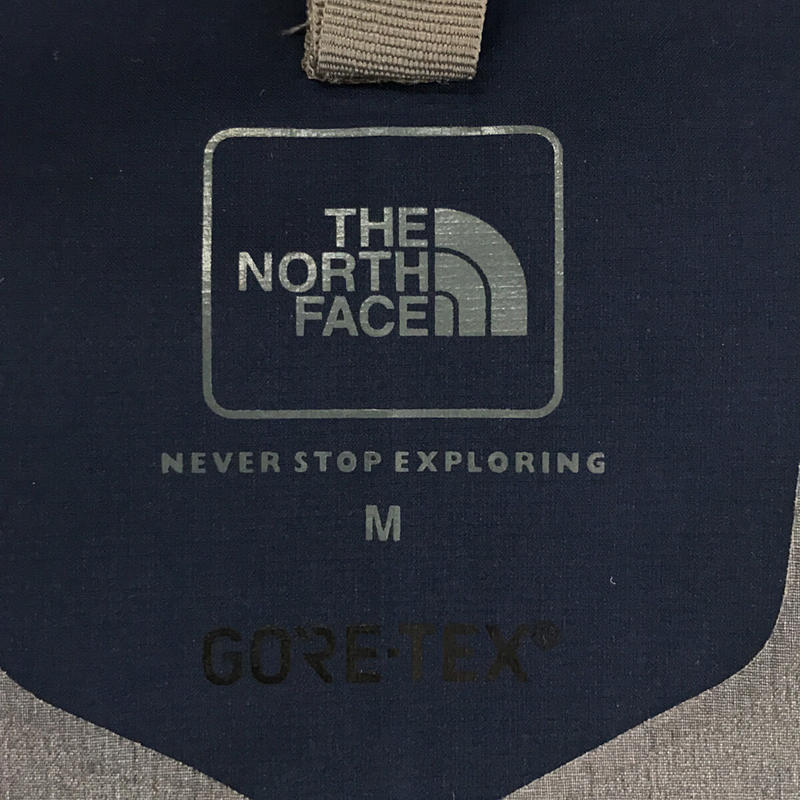 THE
NORTH
FACE
NEVER STOP EXPLORING
M
GORE-TEX®